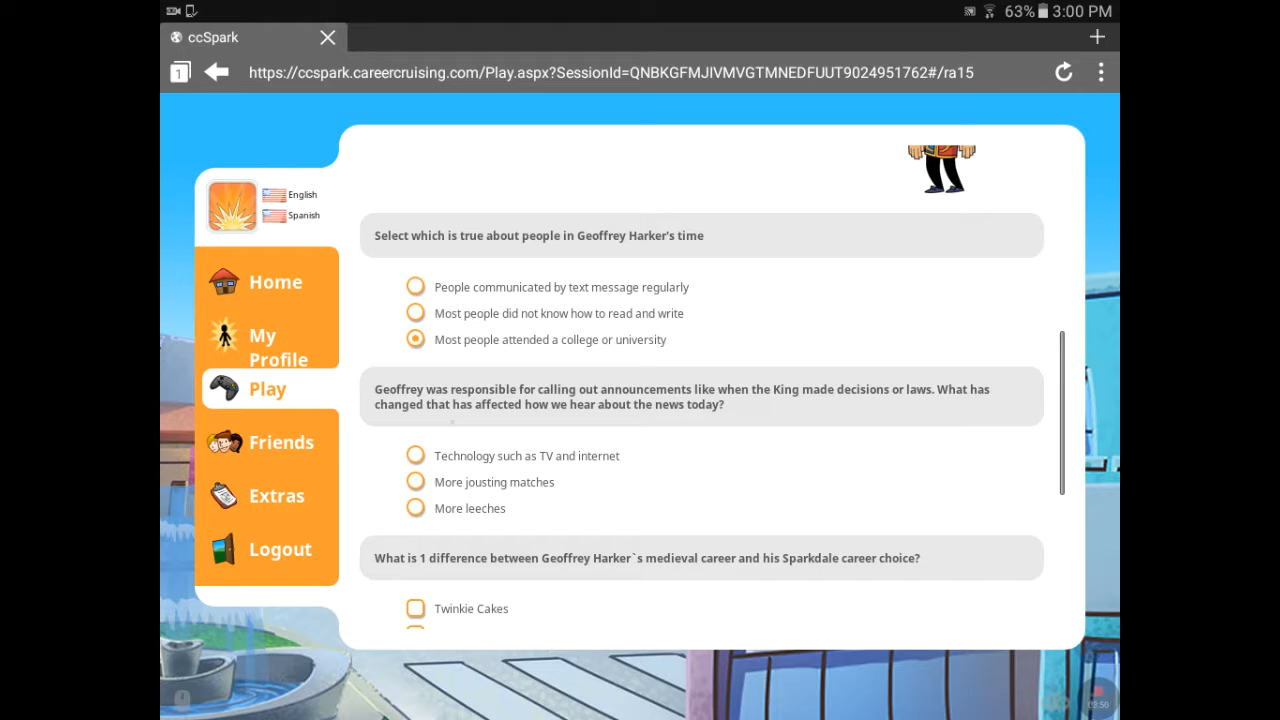 63% 3:00 PM
ccSpark
1
https://ccspark.careercruising.com/Play.aspx?SessionId=QNBKGFMJIVMVGTMNEDFUUT9024951762#/ra15
English
Spanish
Home
My
Profile
Play
Friends
Extras
Logout
Select which is true about people in Geoffrey Harker's time
People communicated by text message regularly
Most people did not know how to read and write
Most people attended a college or university
Geoffrey was responsible for calling out announcements like when the King made decisions or laws. What has
changed that has affected how we hear about the news today?
Technology such as TV and internet
More jousting matches
More leeches
What is 1 difference between Geoffrey Harker`s medieval career and his Sparkdale career choice?
Twinkie Cakes